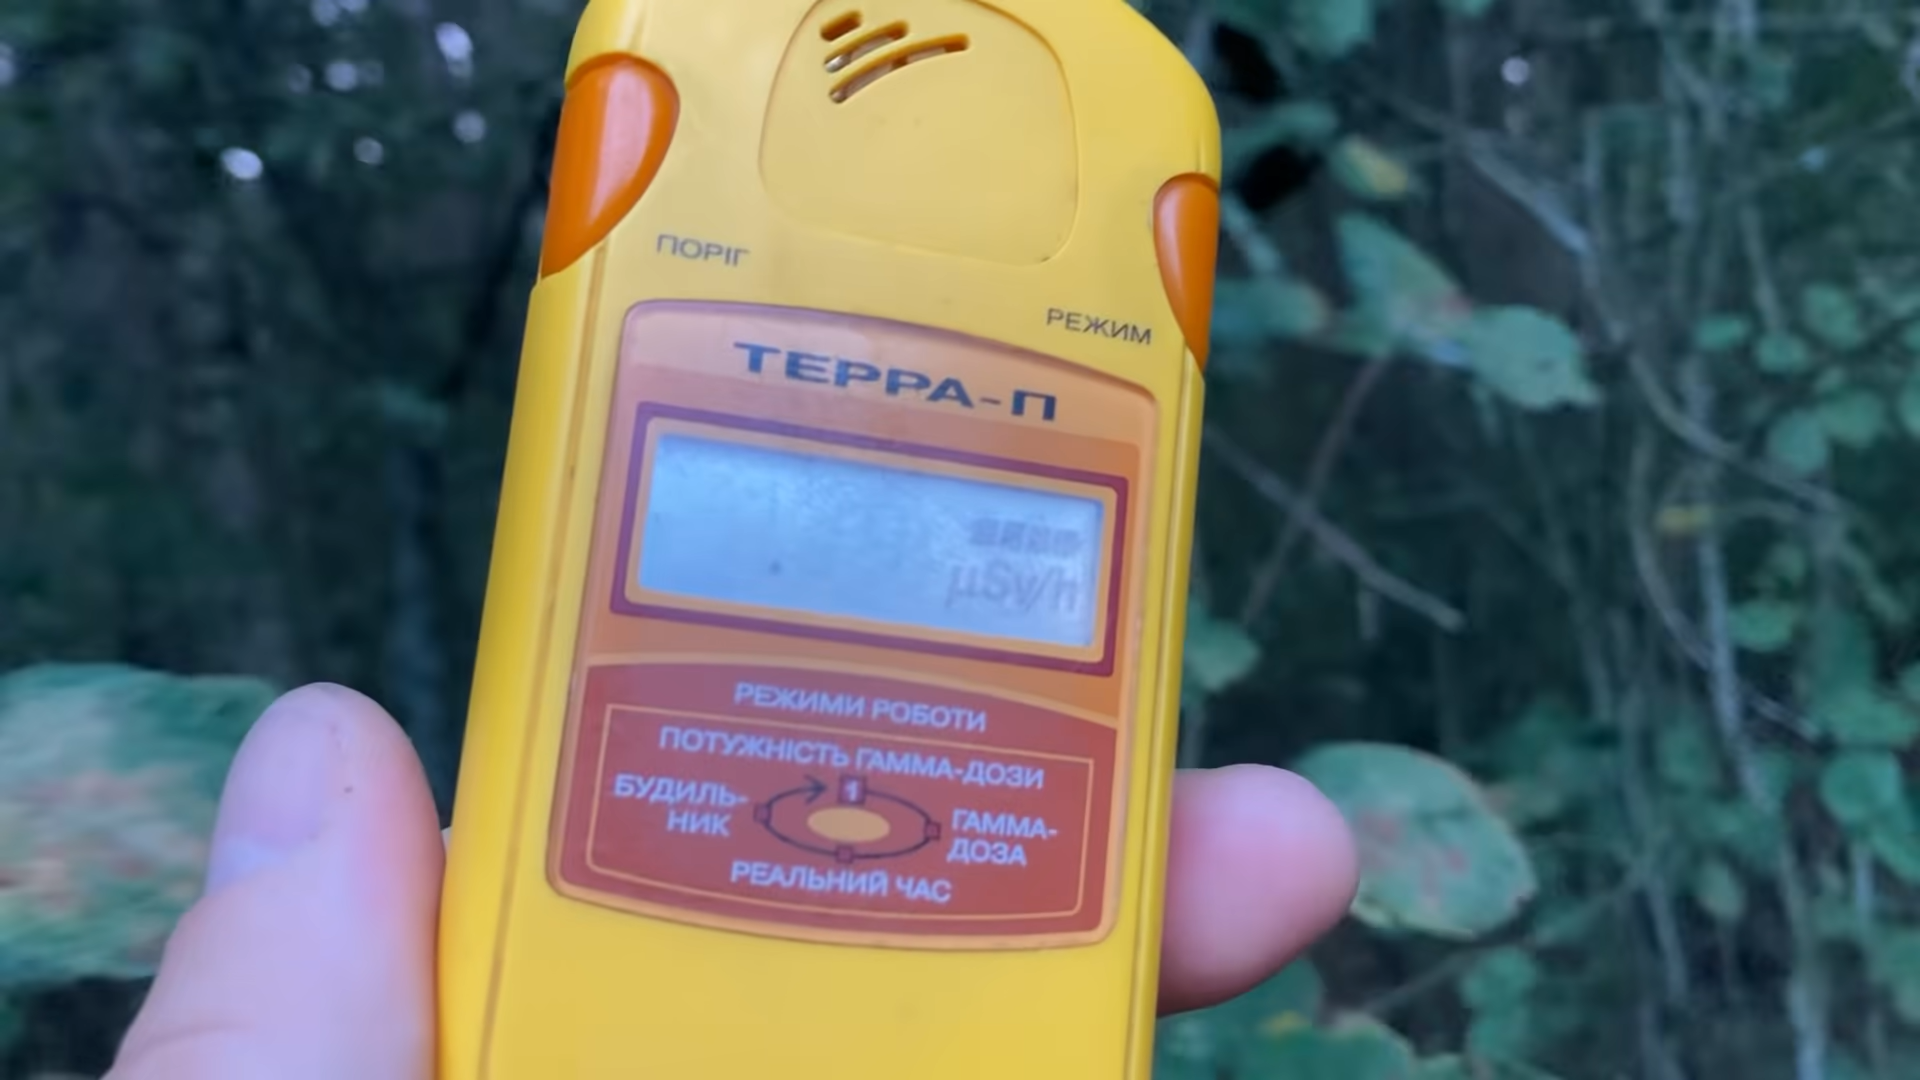 ПОРІГ
РЕЖИМ
ТЕРРА-П
µSv/h
РЕЖИМИ РОБОТИ
ПОТУЖНІСТЬ ГАММА-ДОЗИ
1
БУДИЛЬ-
НИК
ГАММА-
ДОЗА
РЕАЛЬНИЙ ЧАС